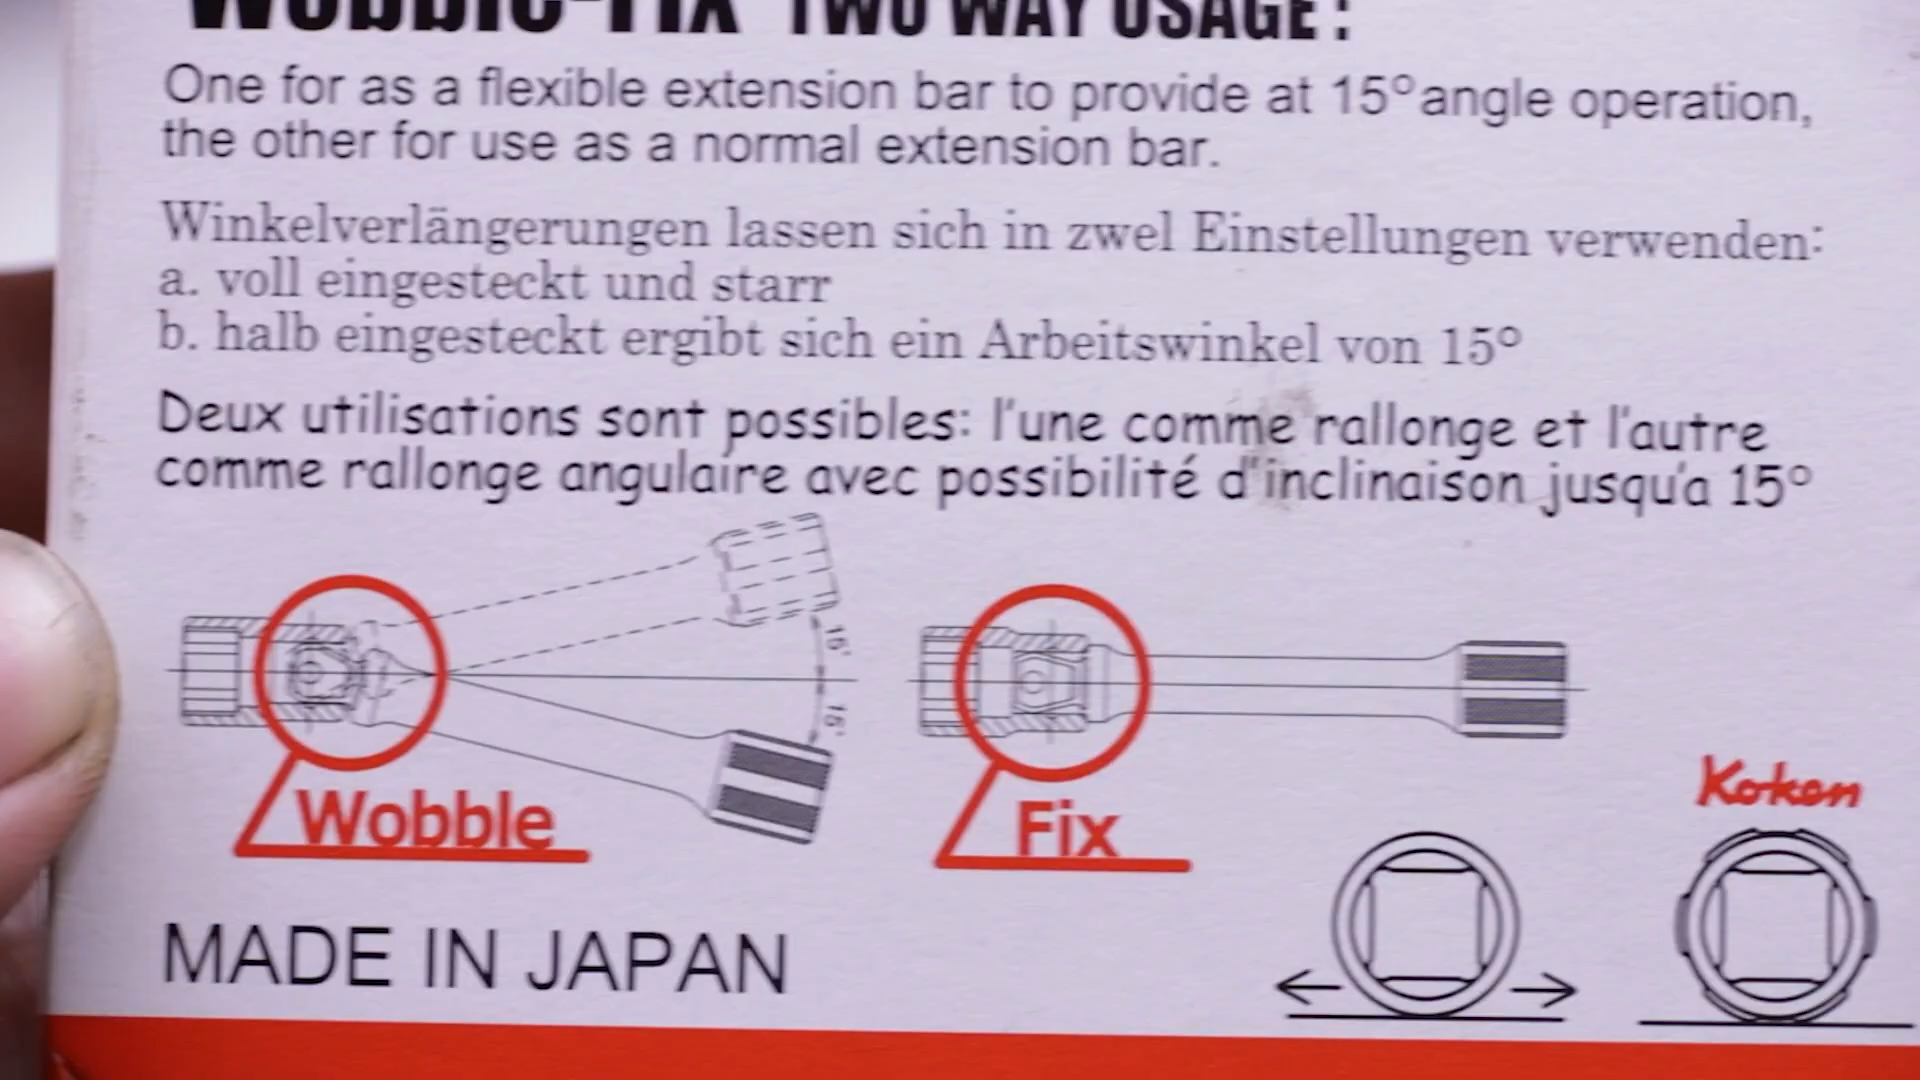 Wobble-Fix TWO WAY USAGE:
One for as a flexible extension bar to provide at 15° angle operation,
the other for use as a normal extension bar.
Winkelverlängerungen lassen sich in zwel Einstellungen verwenden:
a. voll eingesteckt und starr
b. halb eingesteckt ergibt sich ein Arbeitswinkel von 15°
Deux utilisations sont possibles: l'une comme rallonge et l'autre
comme rallonge angulaire avec possibilité d'inclinaison jusqu'a 15°
15°
15°
Wobble
Fix
Koken
MADE IN JAPAN